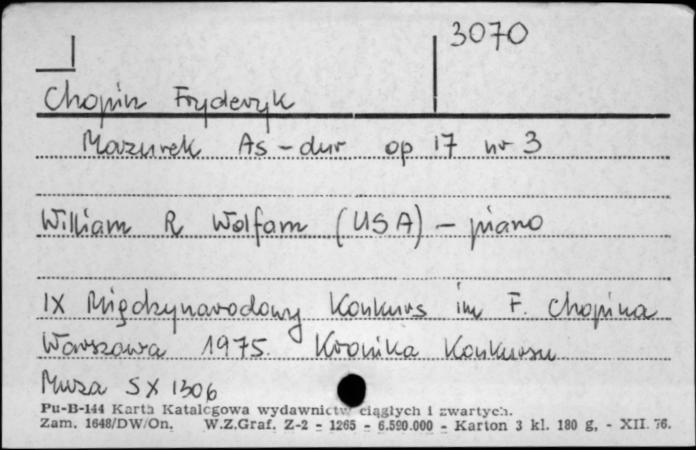 3070
Chopin Fryderyk
Mazurek As-dur op 17 nr 3
William R Wolfam (USA) - piano
IX Międzynarodowy Konkurs im F. Chopina
Warszawa 1975. Kronika Konkursu
Muza SX 1306
Pu-B-144 Karta Katalogowa wydawnictw ciągłych i zwartych.
Zam. 1648/DW/On. W.Z.Graf. Z-2 - 1265 - 6.590.000 - Karton 3 kl. 180 g. - XII. 76.